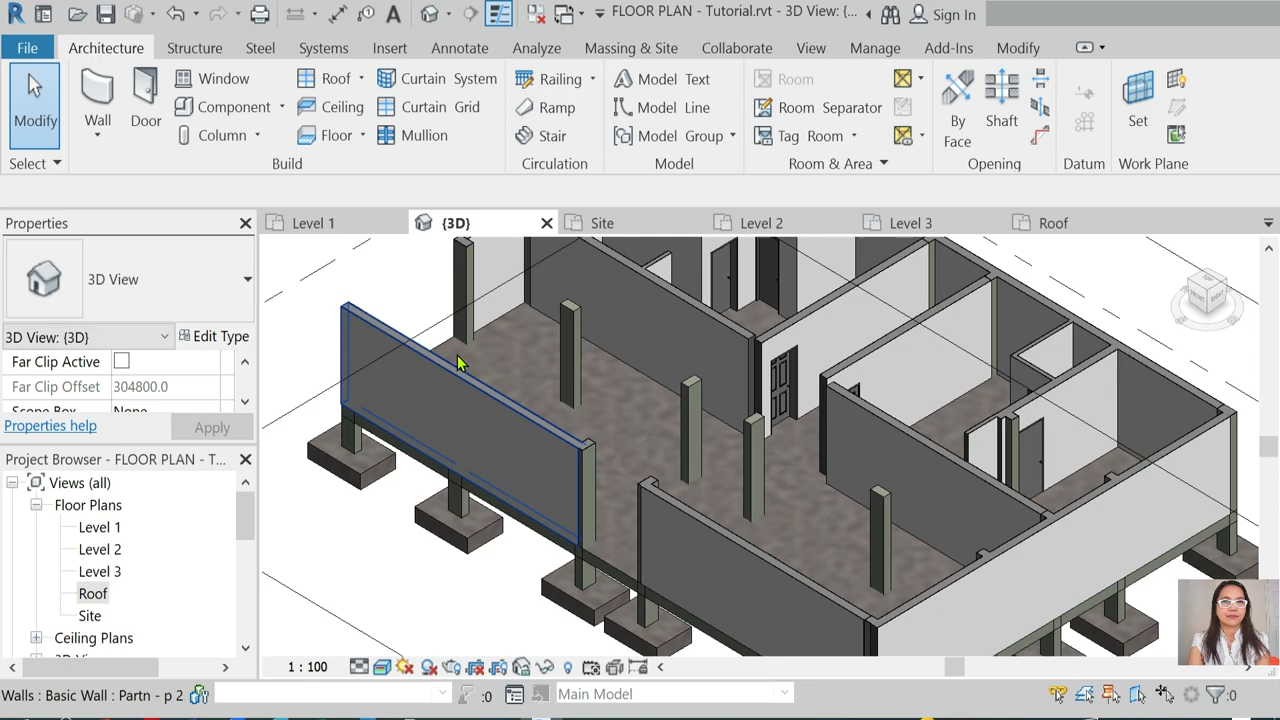 FLOOR PLAN - Tutorial.rvt - 3D View: {...
Sign In
File Architecture Structure Steel Systems Insert Annotate Analyze Massing & Site Collaborate View Manage Add-Ins Modify
Modify
Wall
Door
Window
Component
Column
Roof
Ceiling
Floor
Curtain System
Curtain Grid
Mullion
Railing
Ramp
Stair
Model Text
Model Line
Model Group
Room
Room Separator
Tag Room
By
Face
Shaft
Set
Select Build Circulation Model Room & Area Opening Datum Work Plane
Properties
Level 1 {3D} Site Level 2 Level 3 Roof
3D View
3D View: {3D} Edit Type
Far Clip Active
Far Clip Offset 304800.0
Scope Box None
Properties help Apply
Project Browser - FLOOR PLAN - T...
Views (all)
Floor Plans
Level 1
Level 2
Level 3
Roof
Site
Ceiling Plans
TOP
FRONT
RIGHT
1 : 100
Walls : Basic Wall : Partn - p 2
:0
Main Model
:0